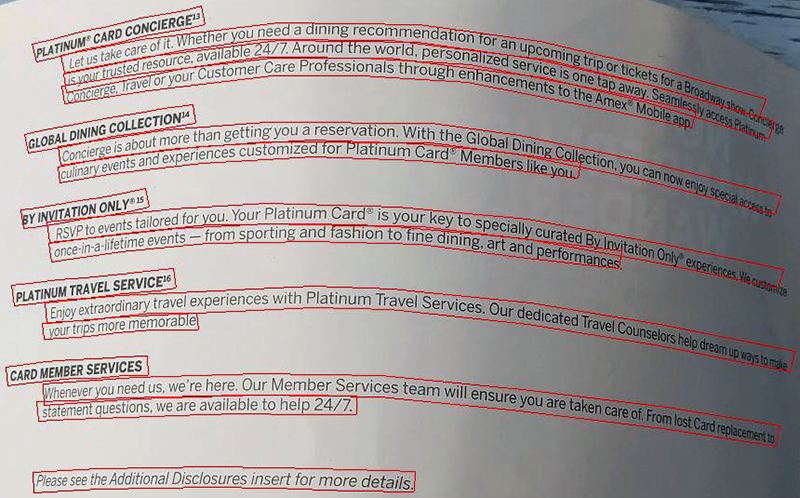 PLATINUM® CARD CONCIERGE¹³
Let us take care of it. Whether you need a dining recommendation for an upcoming trip or tickets for a Broadway show, Concierge
is your trusted resource, available 24/7. Around the world, personalized service is one tap away. Seamlessly access Platinum
Concierge, Travel or your Customer Care Professionals through enhancements to the Amex® Mobile app.
GLOBAL DINING COLLECTION¹⁴
Concierge is about more than getting you a reservation. With the Global Dining Collection, you can now enjoy special access to
culinary events and experiences customized for Platinum Card® Members like you.
BY INVITATION ONLY® ¹⁵
RSVP to events tailored for you. Your Platinum Card® is your key to specially curated By Invitation Only® experiences. We customize
once-in-a-lifetime events — from sporting and fashion to fine dining, art and performances.
PLATINUM TRAVEL SERVICE¹⁶
Enjoy extraordinary travel experiences with Platinum Travel Services. Our dedicated Travel Counselors help dream up ways to make
your trips more memorable
CARD MEMBER SERVICES
Whenever you need us, we're here. Our Member Services team will ensure you are taken care of. From lost Card replacement to
statement questions, we are available to help 24/7.
Please see the Additional Disclosures insert for more details.